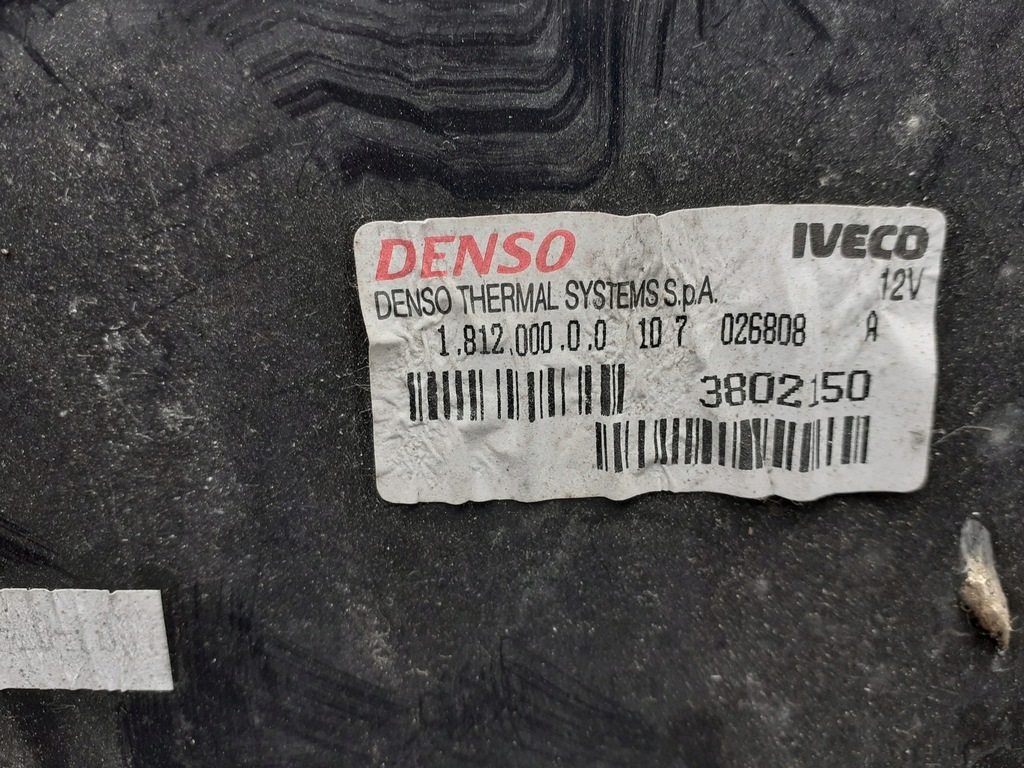 DENSO IVECO
DENSO THERMAL SYSTEMS S.p.A. 12V
1.812.000.0.0 10 7 026808 A
3802150